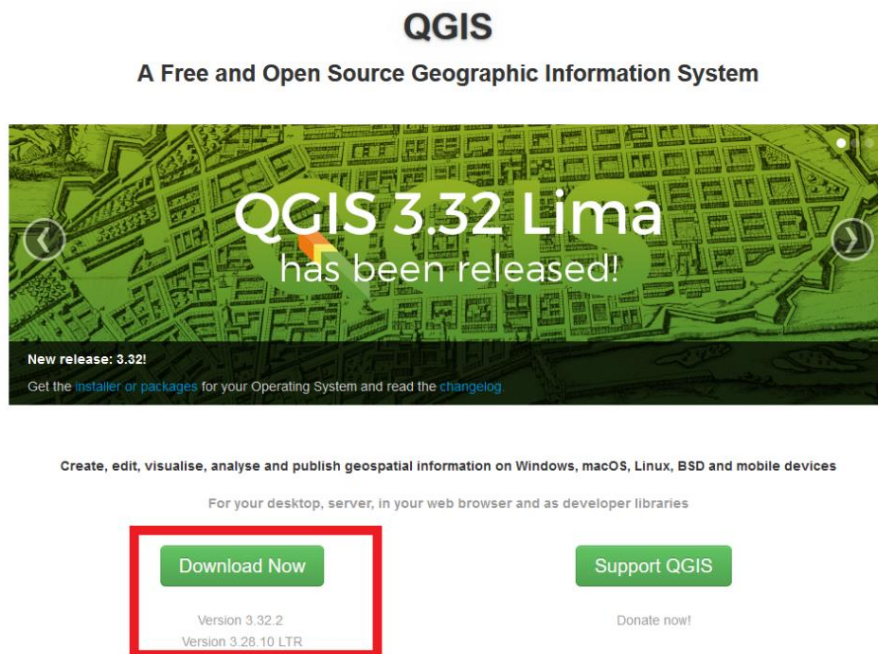 QGIS
A Free and Open Source Geographic Information System
QGIS 3.32 Lima
has been released!
New release: 3.32!
Get the installer or packages for your Operating System and read the changelog
Create, edit, visualise, analyse and publish geospatial information on Windows, macOS, Linux, BSD and mobile devices
For your desktop, server, in your web browser and as developer libraries
Download Now
Support QGIS
Version 3.32.2
Donate now!
Version 3.28.10 LTR